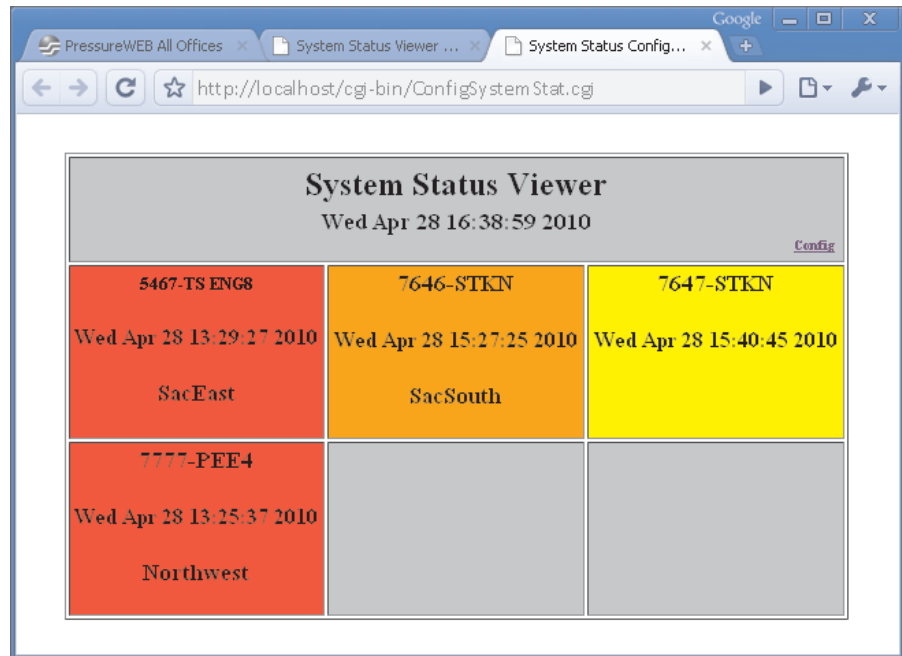 Google
PressureWEB All Offices
System Status Viewer ...
System Status Config...
http://localhost/cgi-bin/ConfigSystemStat.cgi
System Status Viewer
Wed Apr 28 16:38:59 2010
Config
5467-TS ENG8
Wed Apr 28 13:29:27 2010
SacEast
7646-STKN
Wed Apr 28 15:27:25 2010
SacSouth
7647-STKN
Wed Apr 28 15:40:45 2010
7777-PEE4
Wed Apr 28 13:25:37 2010
Northwest